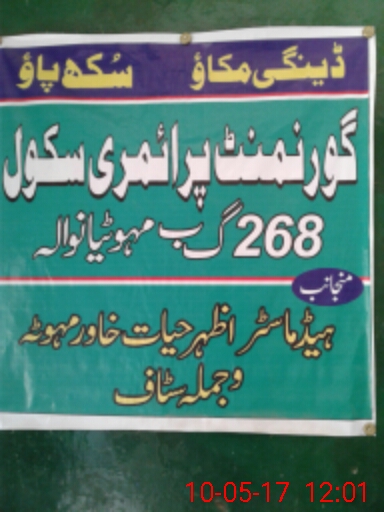 ڈینگی مکاؤ سُکھ پاؤ
گورنمنٹ پرائمری سکول
268 گ ب مہوٹیانوالہ
منجانب
ہیڈ ماسٹر اظہر حیات خاور مہوٹہ
و جملہ سٹاف
10-05-17 12:01